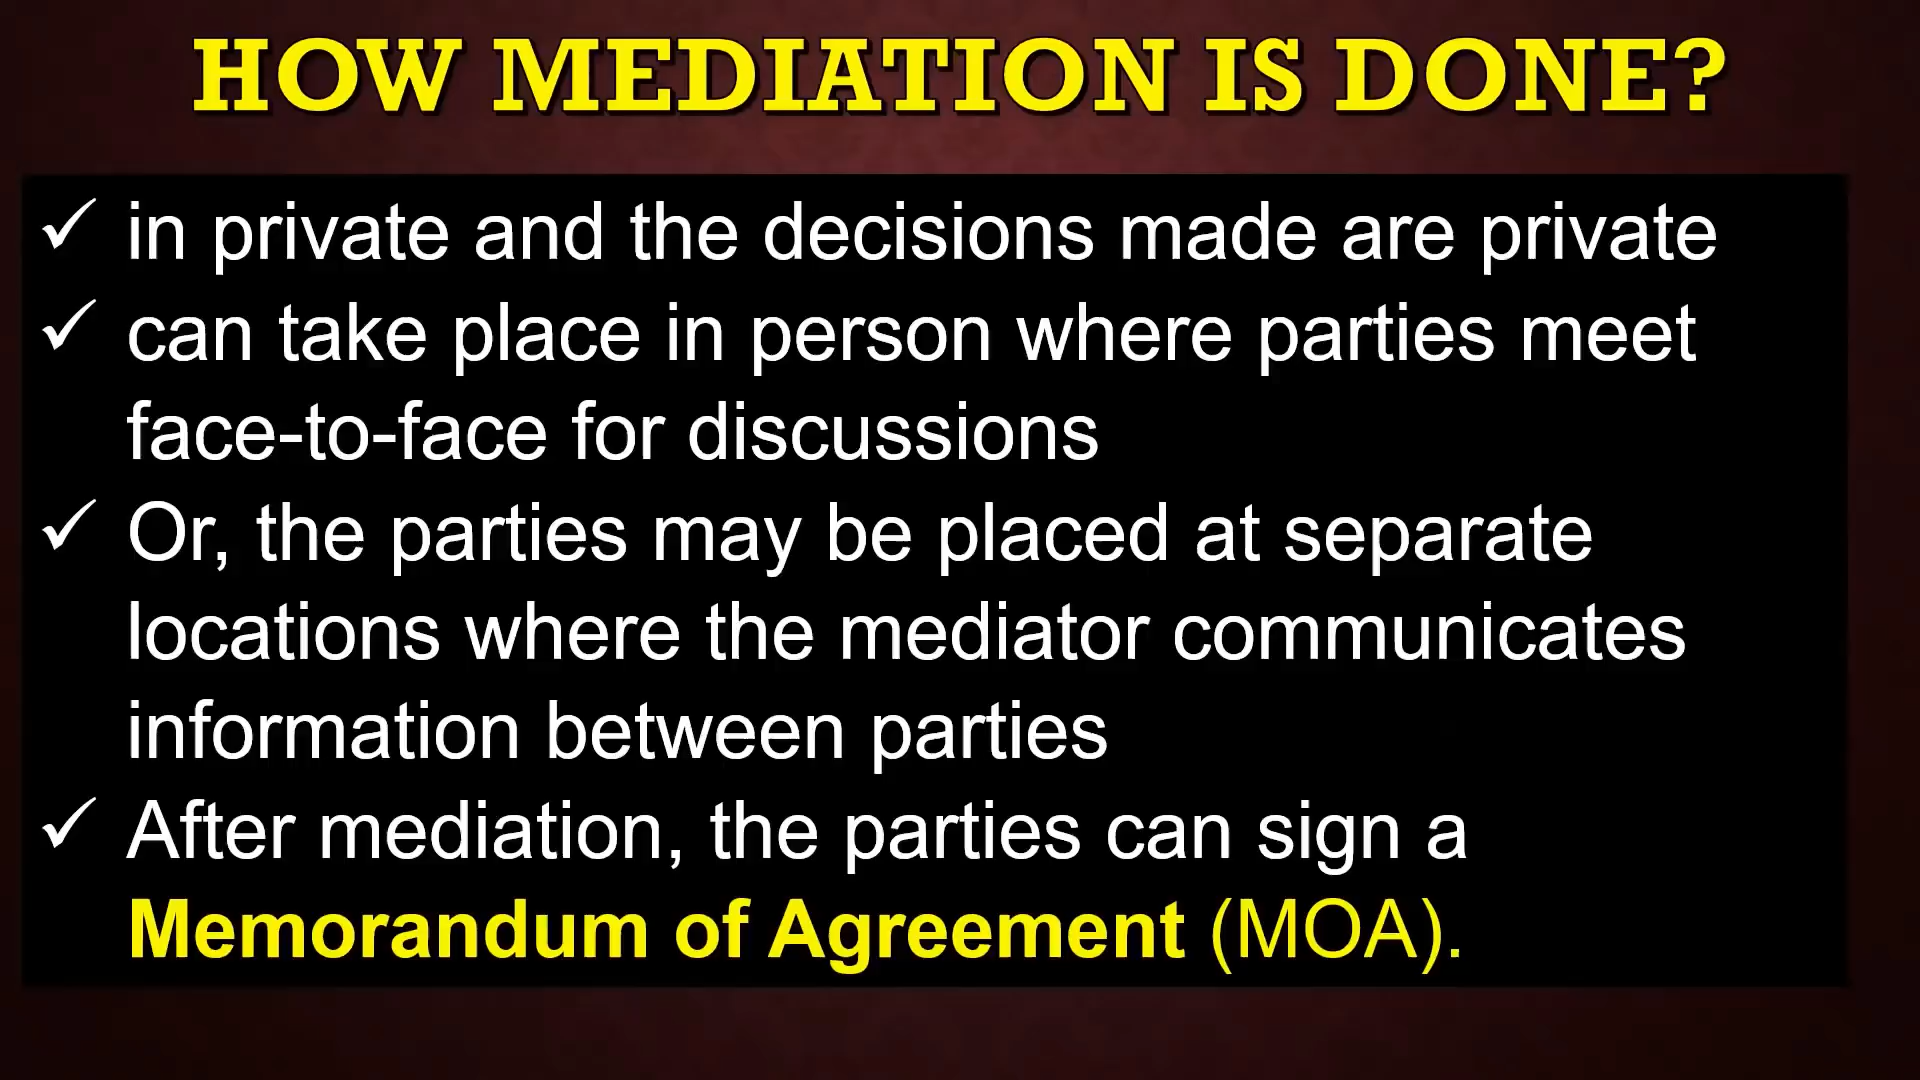 HOW MEDIATION IS DONE?
✓ in private and the decisions made are private
✓ can take place in person where parties meet
face-to-face for discussions
✓ Or, the parties may be placed at separate
locations where the mediator communicates
information between parties
✓ After mediation, the parties can sign a
Memorandum of Agreement (MOA).